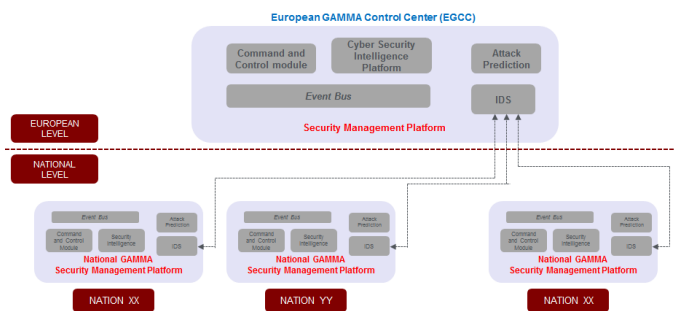 European GAMMA Control Center (EGCC)
Command and
Control module
Cyber Security
Intelligence
Platform
Attack
Prediction
Event Bus
IDS
Security Management Platform
EUROPEAN
LEVEL
NATIONAL
LEVEL
Event Bus
Attack
Prediction
Command
and Control
Module
Security
Intelligence
IDS
National GAMMA
Security Management Platform
NATION XX
Event Bus
Attack
Prediction
Command
and Control
Module
Security
Intelligence
IDS
National GAMMA
Security Management Platform
NATION YY
Event Bus
Attack
Prediction
Command
and Control
Module
Security
Intelligence
IDS
National GAMMA
Security Management Platform
NATION XX